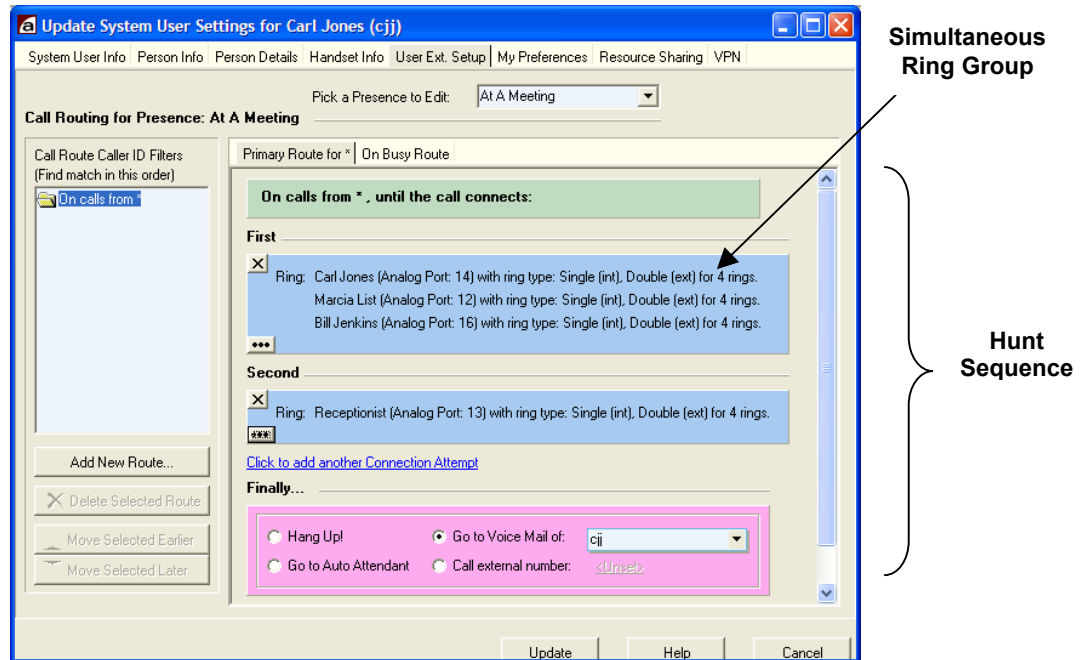 a Update System User Settings for Carl Jones (cjj)
System User Info Person Info Person Details Handset Info User Ext. Setup My Preferences Resource Sharing VPN
Simultaneous
Ring Group
Pick a Presence to Edit: At A Meeting
Call Routing for Presence: At A Meeting
Call Route Caller ID Filters
(Find match in this order)
On calls from *
Primary Route for * On Busy Route
On calls from * , until the call connects:
First
Ring: Carl Jones (Analog Port: 14) with ring type: Single (int), Double (ext) for 4 rings.
Marcia List (Analog Port: 12) with ring type: Single (int), Double (ext) for 4 rings.
Bill Jenkins (Analog Port: 16) with ring type: Single (int), Double (ext) for 4 rings.
Second
Ring: Receptionist (Analog Port: 13) with ring type: Single (int), Double (ext) for 4 rings.
Click to add another Connection Attempt
Finally...
Hang Up! Go to Voice Mail of: cjj
Go to Auto Attendant Call external number: <Unset>
Add New Route...
Delete Selected Route
Move Selected Earlier
Move Selected Later
Hunt
Sequence
Update Help Cancel